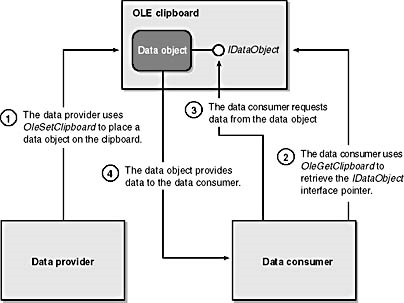 OLE clipboard
Data object
IDataObject
1
The data provider uses
OleSetClipboard to place a
data object on the clipboard.
3
The data consumer requests
data from the data object
4
The data object provides
data to the data consumer.
2
The data consumer uses
OleGetClipboard to
retrieve the IDataObject
interface pointer.
Data provider
Data consumer